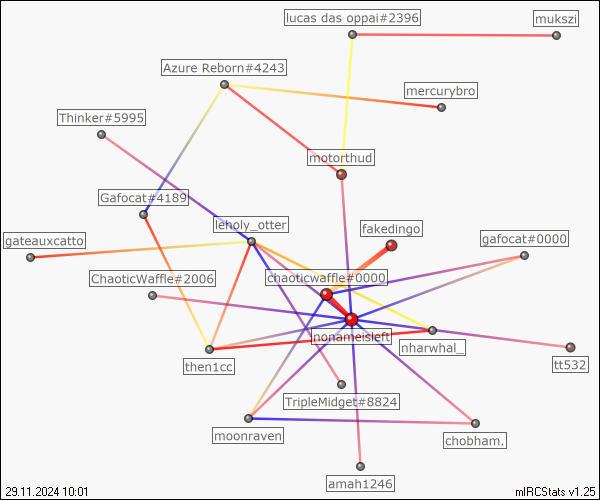 lucas das oppai#2396
mukszi
Azure Reborn#4243
mercurybro
Thinker#5995
motorthud
Gafocat#4189
leholy_otter
fakedingo
gateauxcatto
gafocat#0000
ChaoticWaffle#2006
chaoticwaffle#0000
nonameisleft
nharwhal_
then1cc
tt532
TripleMidget#8824
moonraven
chobham.
amah1246
29.11.2024 10:01
mIRCStats v1.25